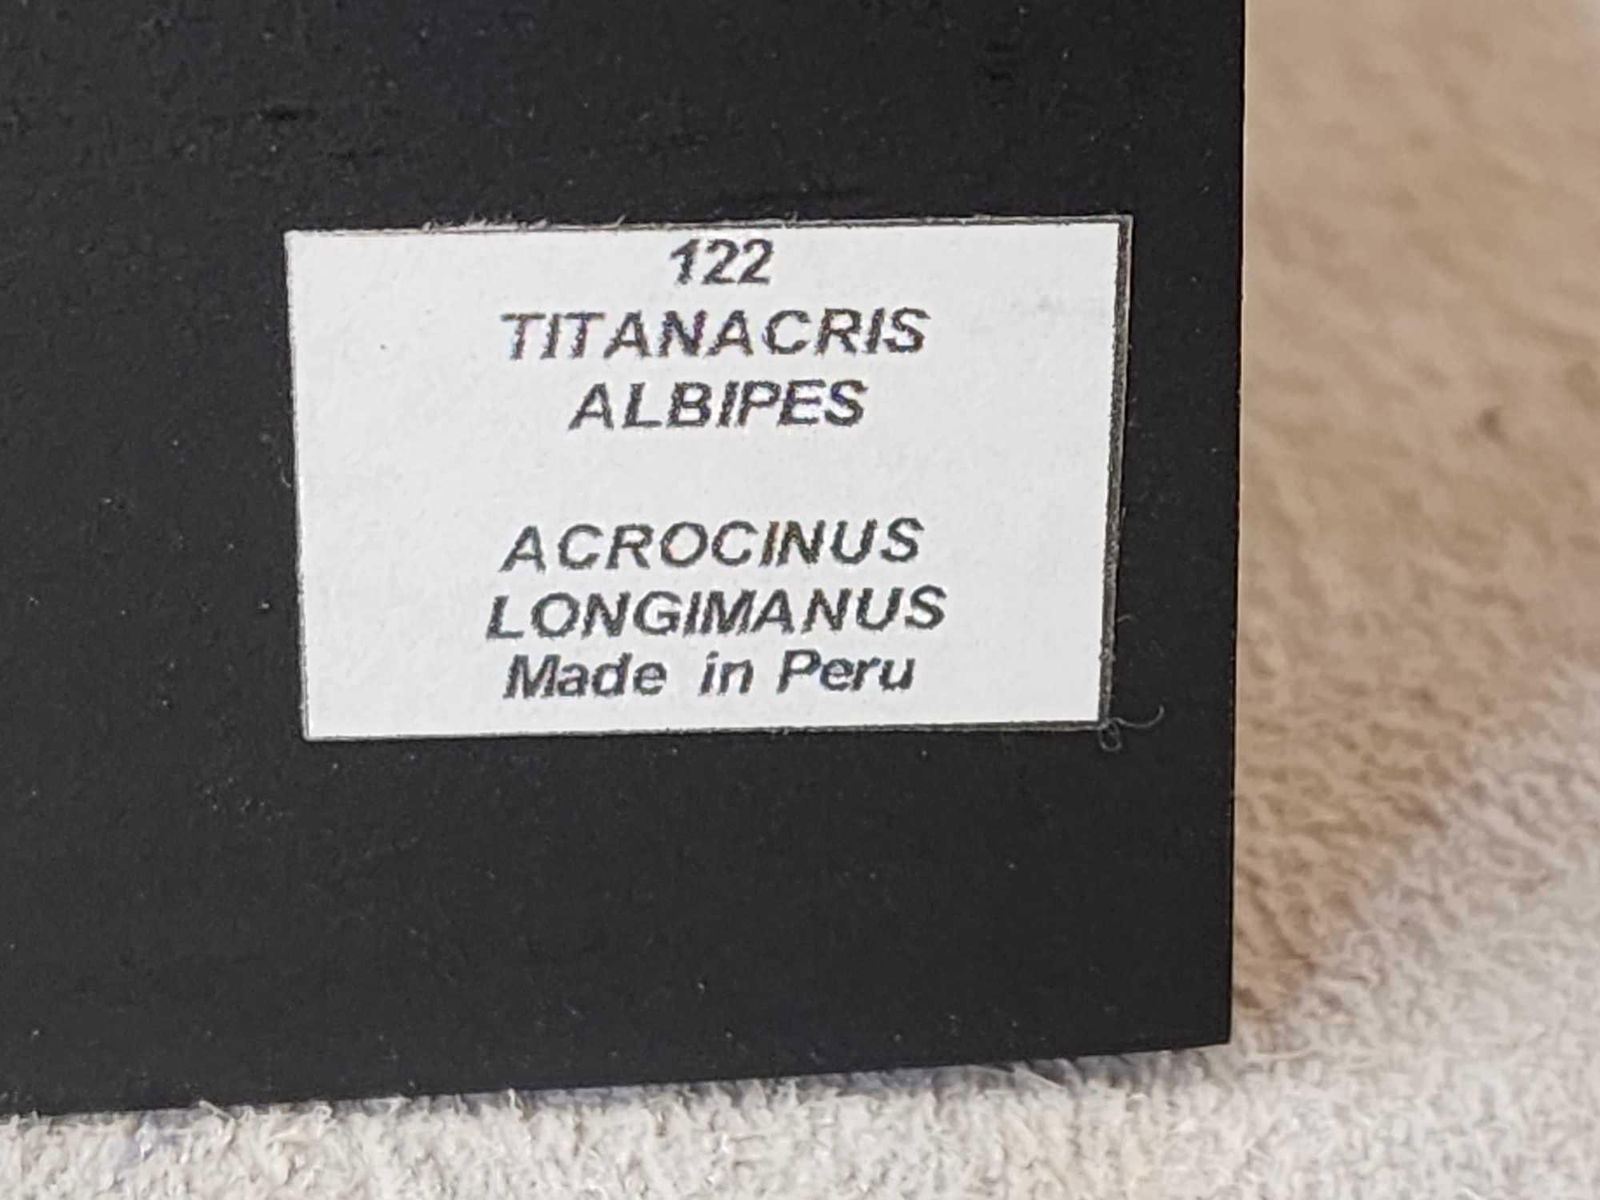 122
TITANACRIS
ALBIPES
ACROCINUS
LONGIMANUS
Made in Peru